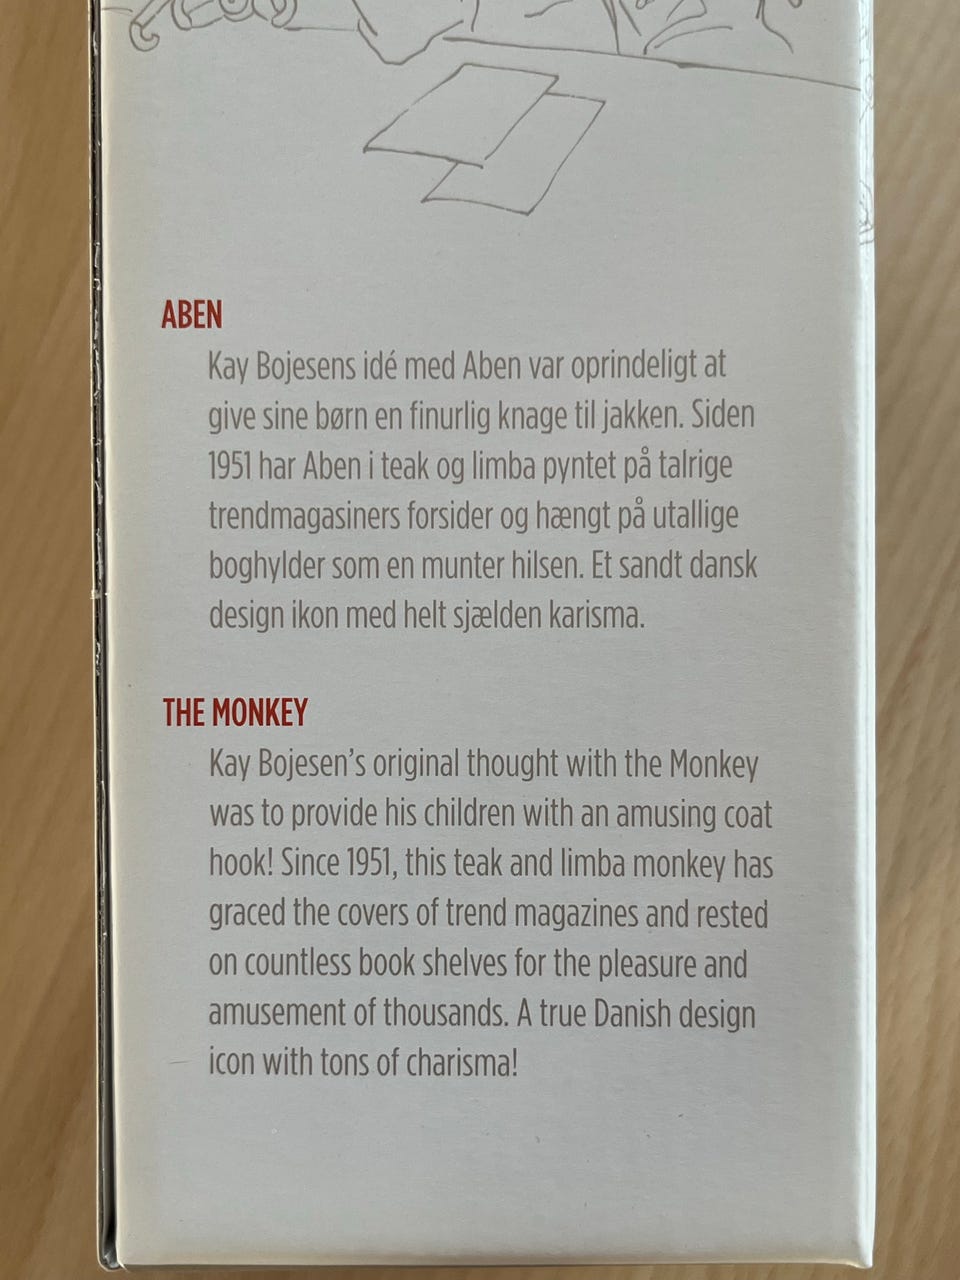 ABEN
Kay Bojesens idé med Aben var oprindeligt at
give sine børn en finurlig knage til jakken. Siden
1951 har Aben i teak og limba pyntet på talrige
trendmagasiners forsider og hængt på utallige
boghylder som en munter hilsen. Et sandt dansk
design ikon med helt sjælden karisma.
THE MONKEY
Kay Bojesen’s original thought with the Monkey
was to provide his children with an amusing coat
hook! Since 1951, this teak and limba monkey has
graced the covers of trend magazines and rested
on countless book shelves for the pleasure and
amusement of thousands. A true Danish design
icon with tons of charisma!